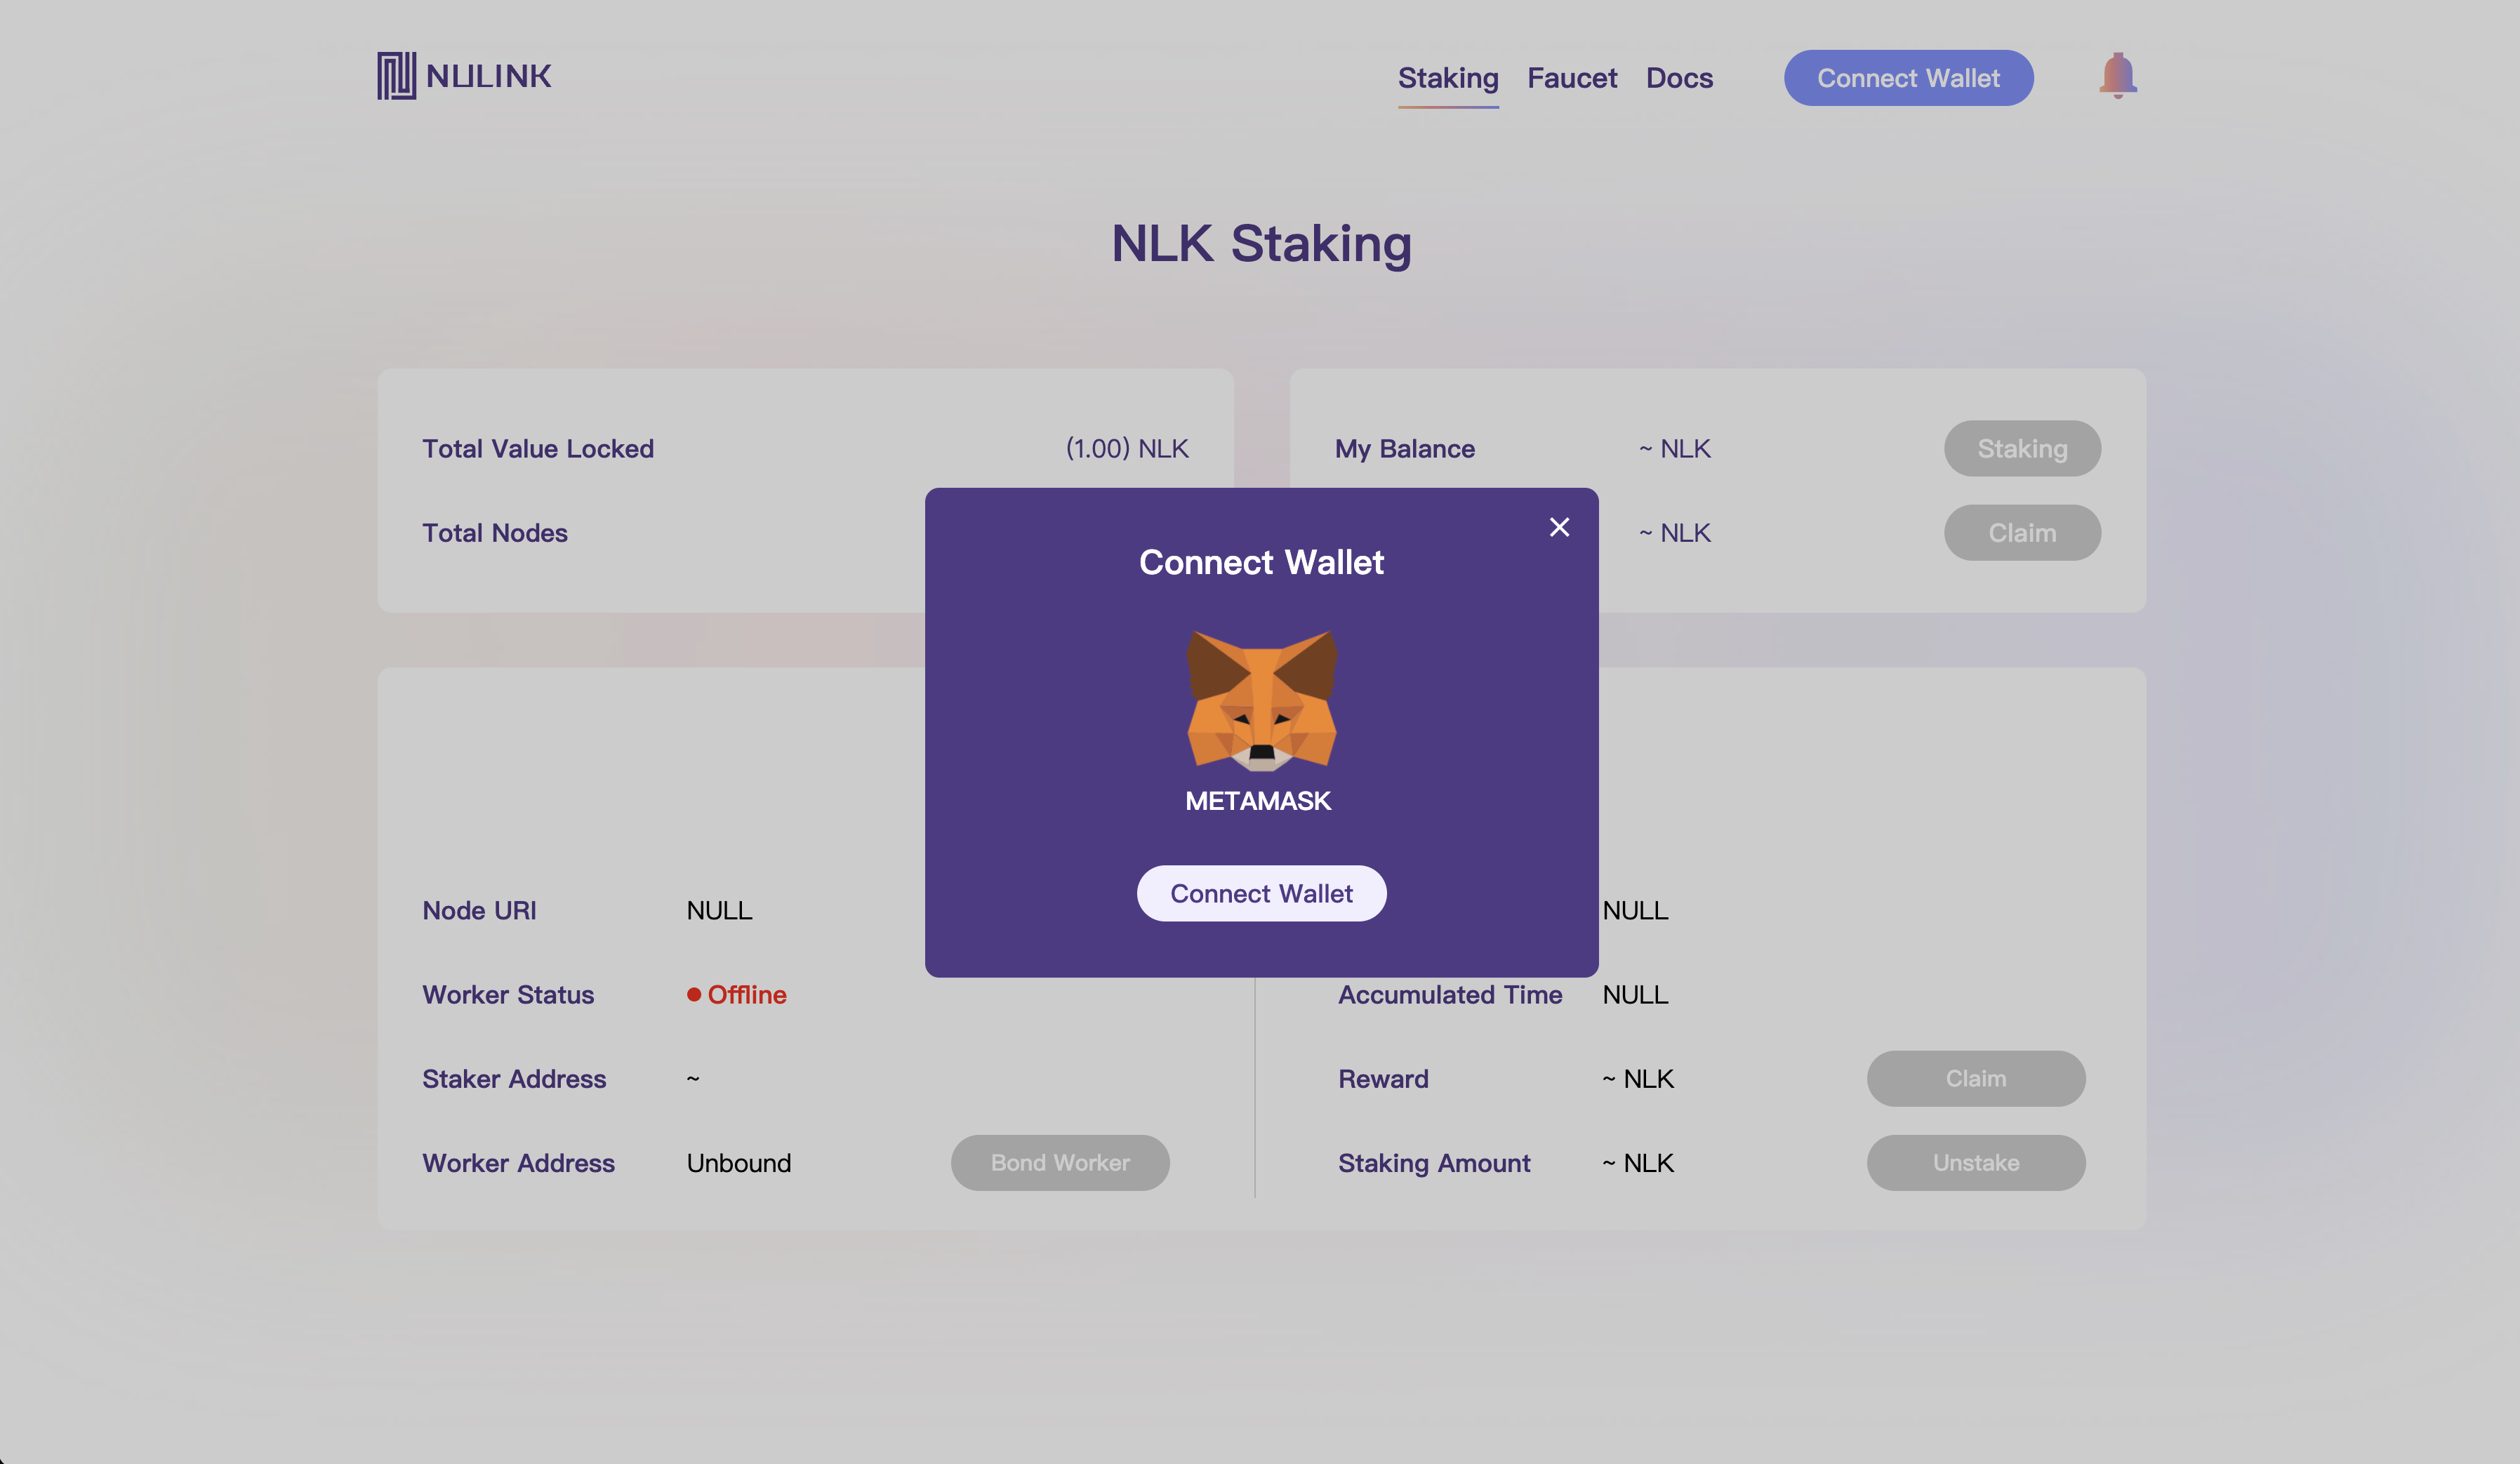 NULINK
Staking Faucet Docs Connect Wallet
NLK Staking
Total Value Locked (1.00) NLK
Total Nodes
My Balance ~ NLK Staking
~ NLK Claim
Connect Wallet
METAMASK
Connect Wallet
Node URI NULL
Worker Status Offline
Staker Address ~
Worker Address Unbound Bond Worker
NULL
Accumulated Time NULL
Reward ~ NLK Claim
Staking Amount ~ NLK Unstake